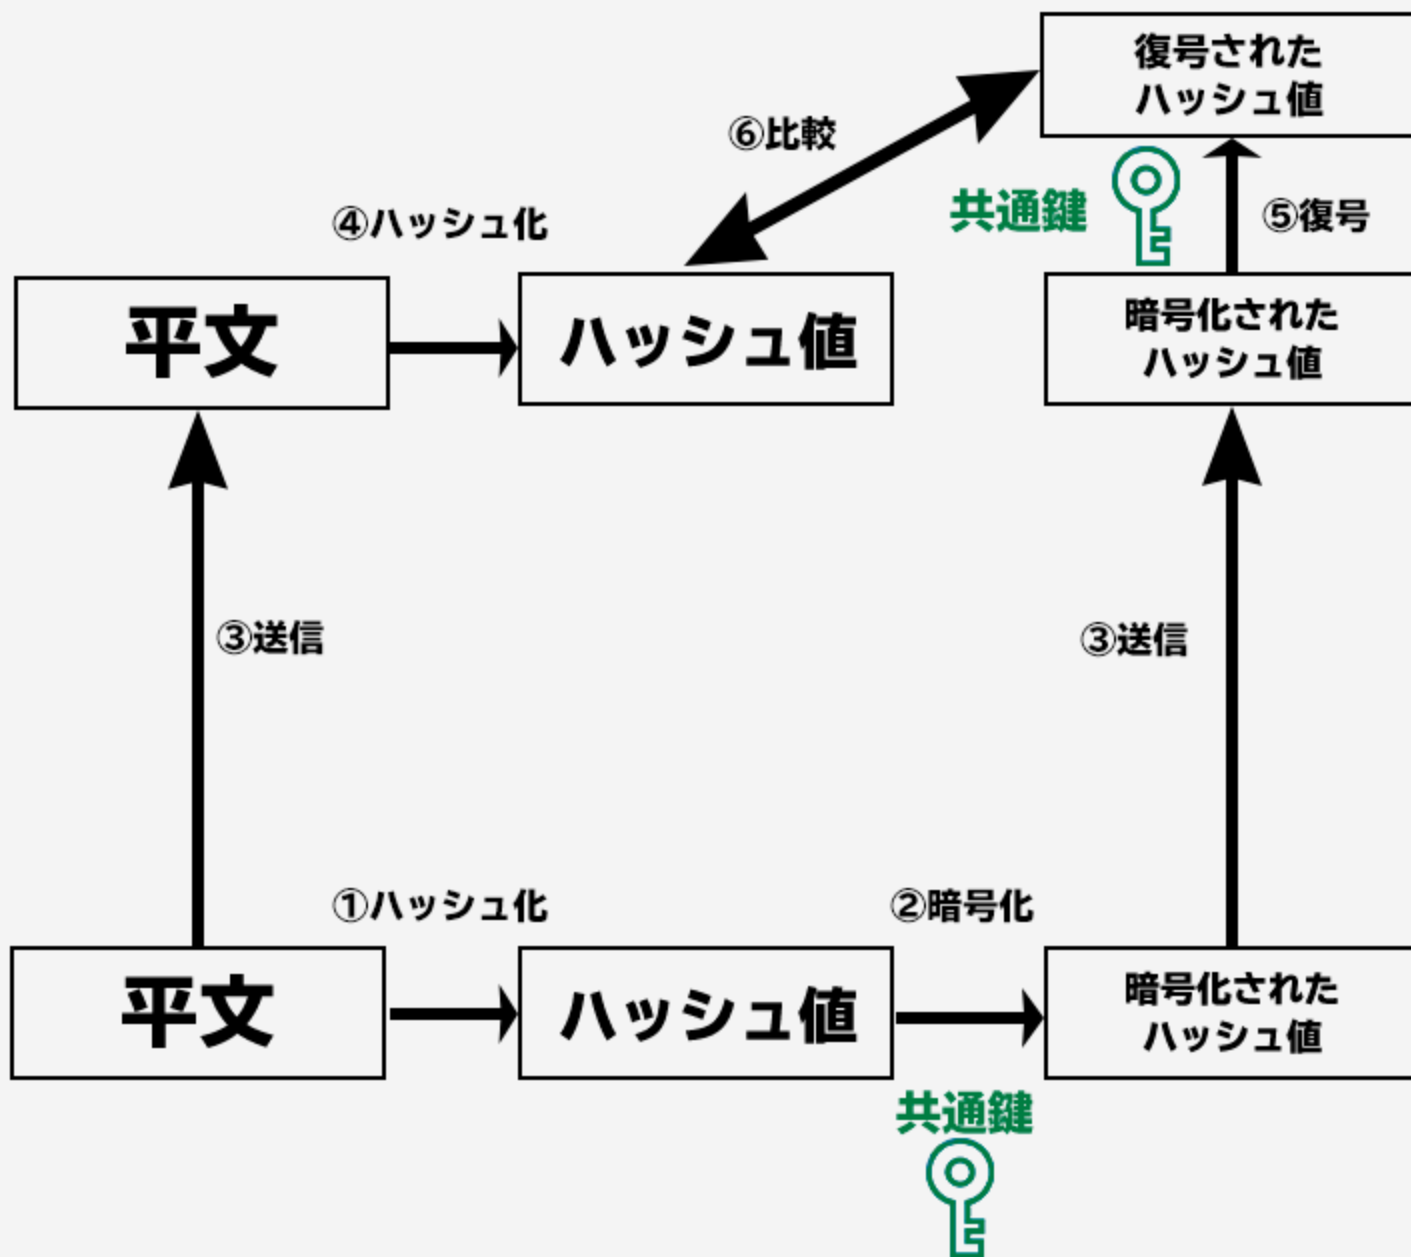 復号された
ハッシュ値
⑥比較
共通鍵
⑤復号
④ハッシュ化
平文
ハッシュ値
暗号化された
ハッシュ値
③送信
③送信
①ハッシュ化
②暗号化
平文
ハッシュ値
暗号化された
ハッシュ値
共通鍵